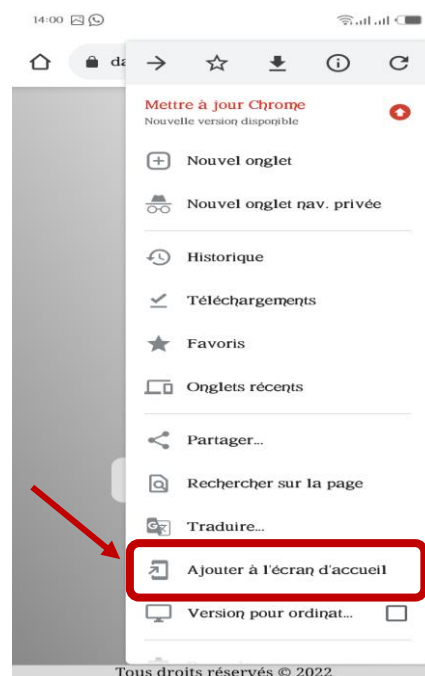 14:00
da
Mettre à jour Chrome
Nouvelle version disponible
Nouvel onglet
Nouvel onglet nav. privée
Historique
Téléchargements
Favoris
Onglets récents
Partager...
Rechercher sur la page
Traduire...
Ajouter à l'écran d'accueil
Version pour ordinat...
Tous droits réservés © 2022